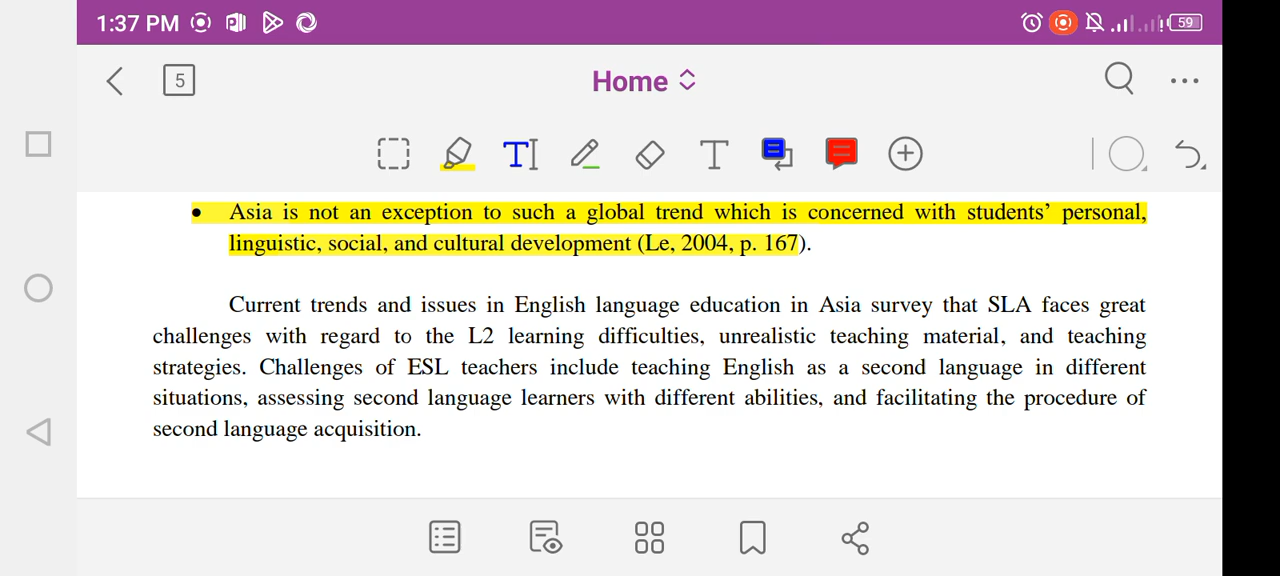 1:37 PM
59
5
Home
• Asia is not an exception to such a global trend which is concerned with students’ personal,
linguistic, social, and cultural development (Le, 2004, p. 167).
Current trends and issues in English language education in Asia survey that SLA faces great
challenges with regard to the L2 learning difficulties, unrealistic teaching material, and teaching
strategies. Challenges of ESL teachers include teaching English as a second language in different
situations, assessing second language learners with different abilities, and facilitating the procedure of
second language acquisition.